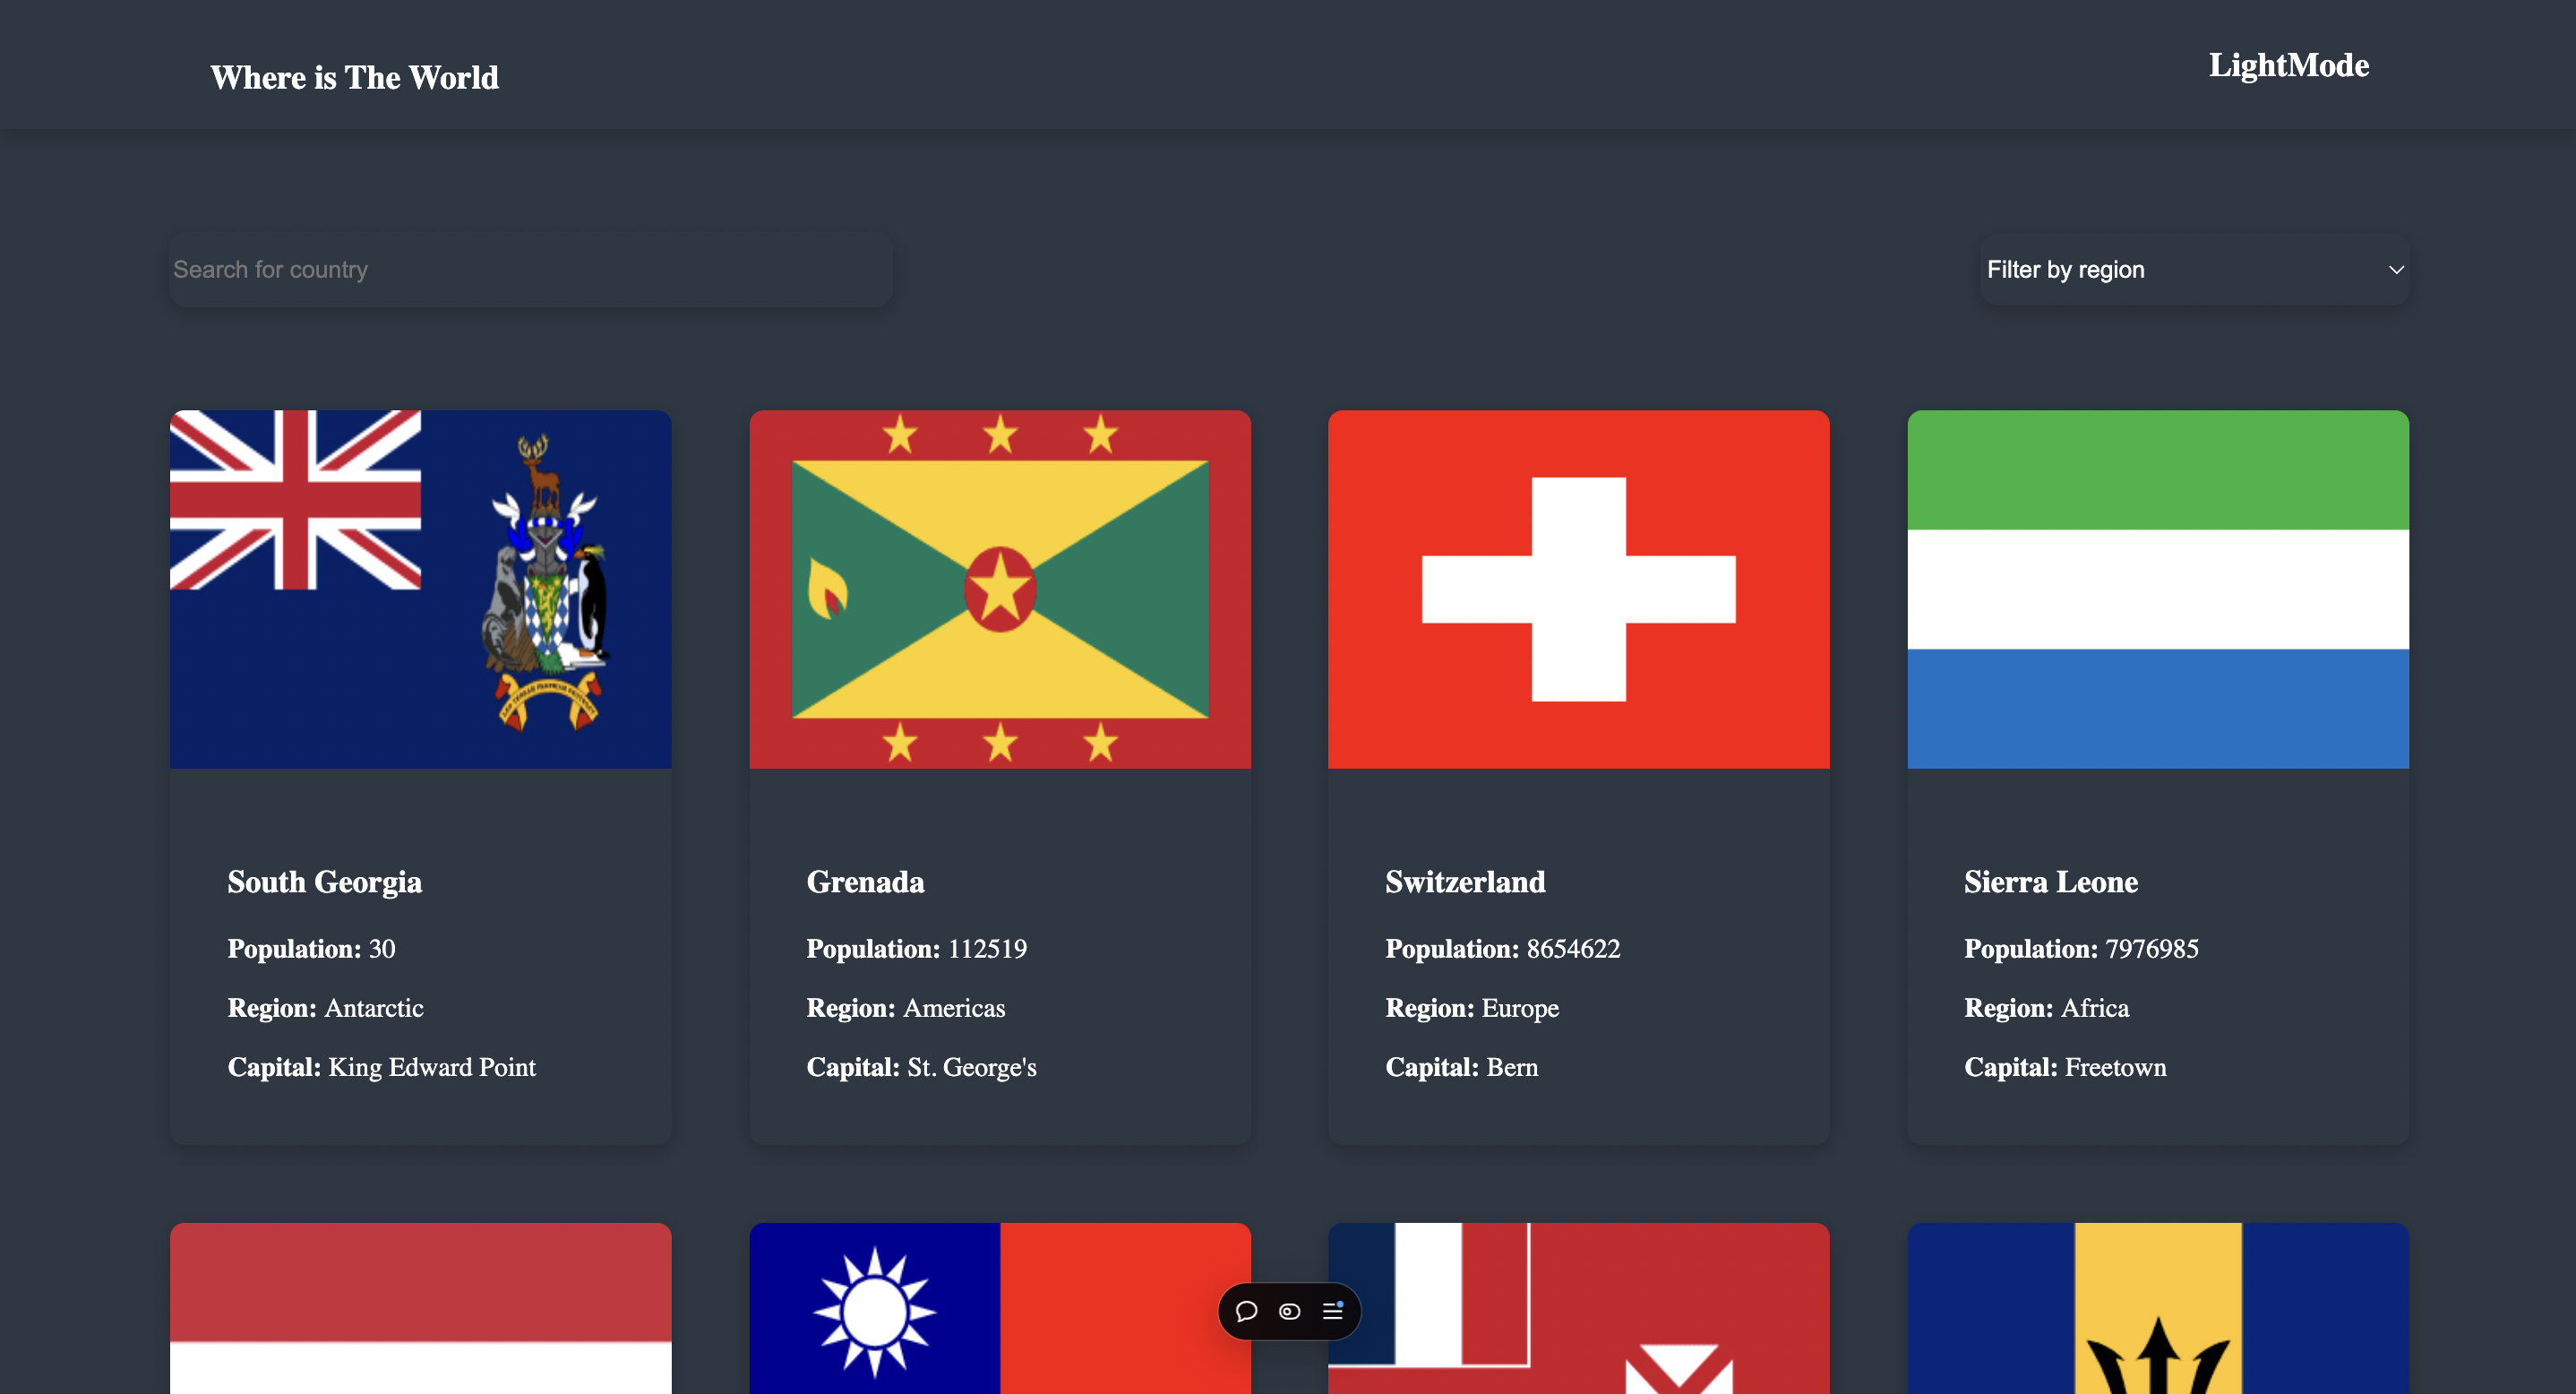 Where is The World
LightMode
Search for country
Filter by region
South Georgia
Population: 30
Region: Antarctic
Capital: King Edward Point
Grenada
Population: 112519
Region: Americas
Capital: St. George's
Switzerland
Population: 8654622
Region: Europe
Capital: Bern
Sierra Leone
Population: 7976985
Region: Africa
Capital: Freetown